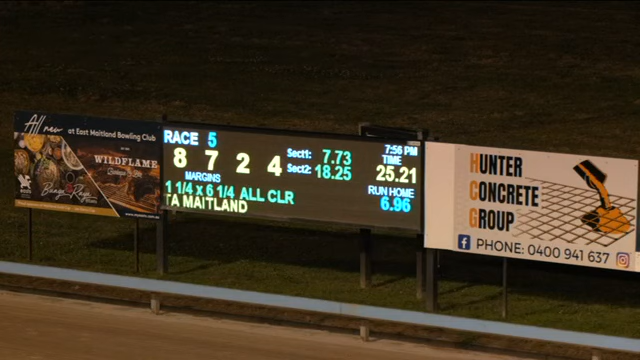 All new at East Maitland Bowling Club
WILDFLAME
RACE 5
8 7 2 4
MARGINS
Sect1: 7.73
Sect2: 18.25
7:56 PM
TIME
25.21
RUN HOME
6.96
1 1/4 x 6 1/4 ALL CLR
TA MAITLAND
HUNTER
CONCRETE
GROUP
PHONE: 0400 941 637